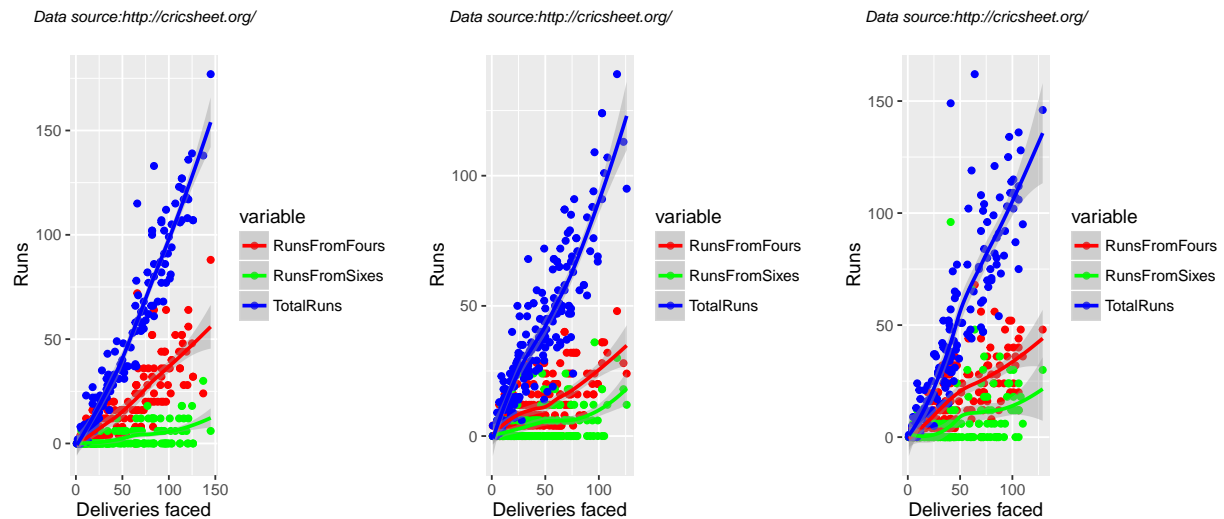 Data source:http://cricsheet.org/
Runs
150
100
50
0
0
50
100
150
Deliveries faced
variable
RunsFromFours
RunsFromSixes
TotalRuns
Data source:http://cricsheet.org/
Runs
100
50
0
0
50
100
Deliveries faced
variable
RunsFromFours
RunsFromSixes
TotalRuns
Data source:http://cricsheet.org/
Runs
150
100
50
0
0
50
100
Deliveries faced
variable
RunsFromFours
RunsFromSixes
TotalRuns